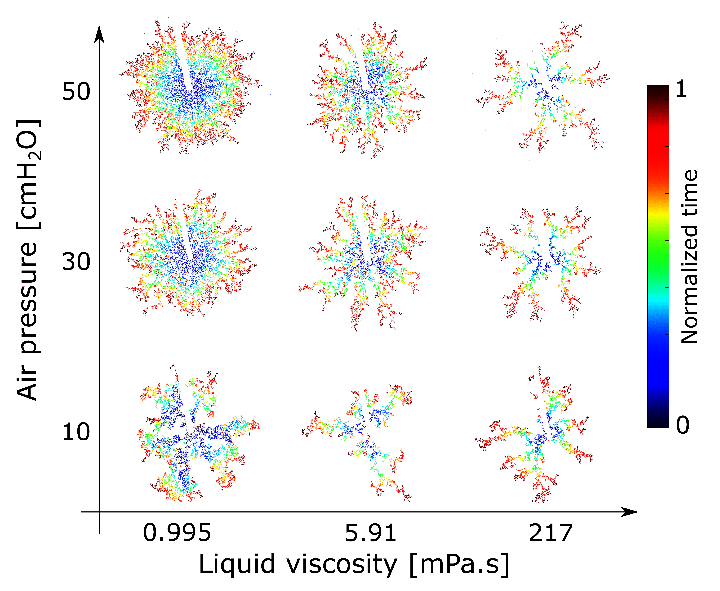 50
30
10
Air pressure [cmH2O]
0.995 5.91 217
Liquid viscosity [mPa.s]
1
0
Normalized time